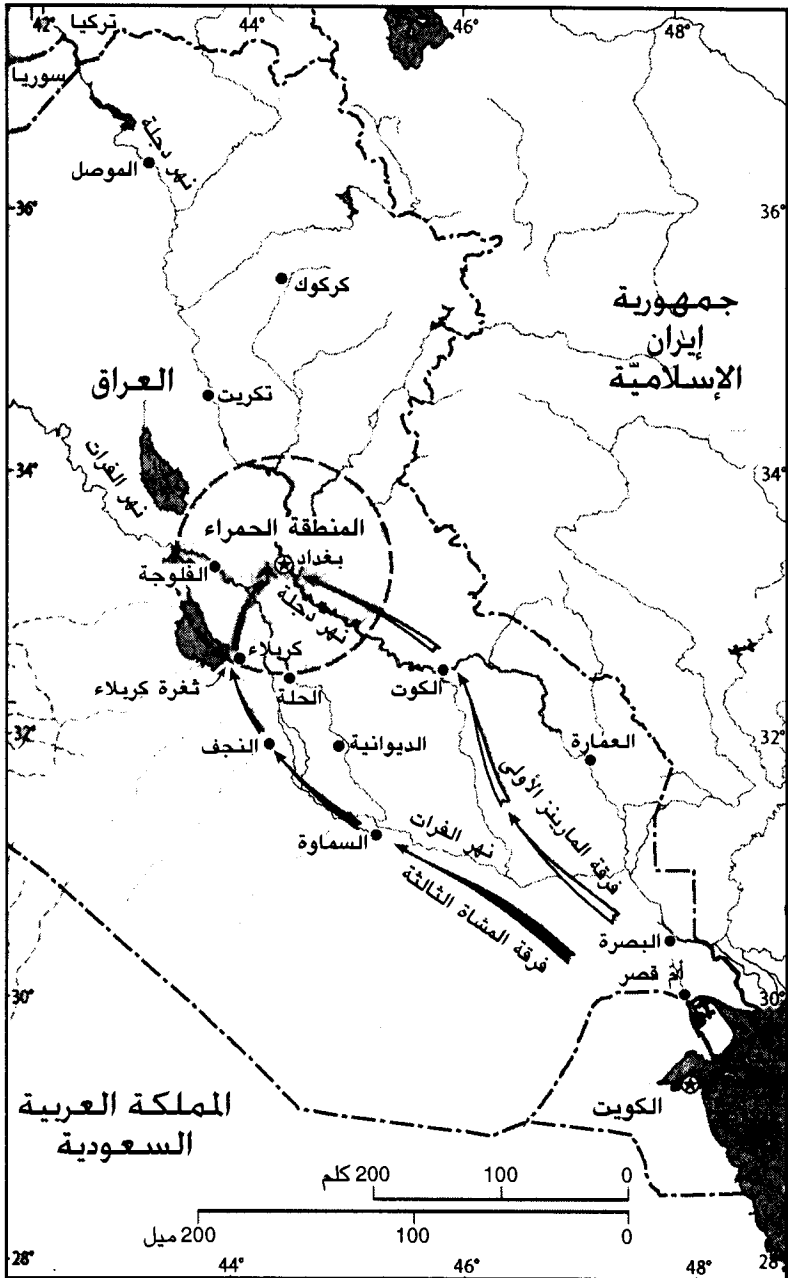 42°
44°
46°
48°
تركيا
سوريا
نهر دجلة
الموصل
36°
36°
كركوك
جمهورية
إيران
الإسلاميّة
العراق
تكريت
34°
34°
نهر الفرات
المنطقة الحمراء
بغداد
الفلوجة
نهر دجلة
كربلاء
ثغرة كربلاء
الحلة
الكوت
32°
32°
النجف
الديوانية
العمارة
فرقة المارينز الأولى
نهر الفرات
السماوة
فرقة المشاة الثالثة
البصرة
أم قصر
30°
30°
الكويت
المملكة العربية
السعودية
0
100
200 كلم
0
100
200 ميل
28°
44°
46°
48°
28°